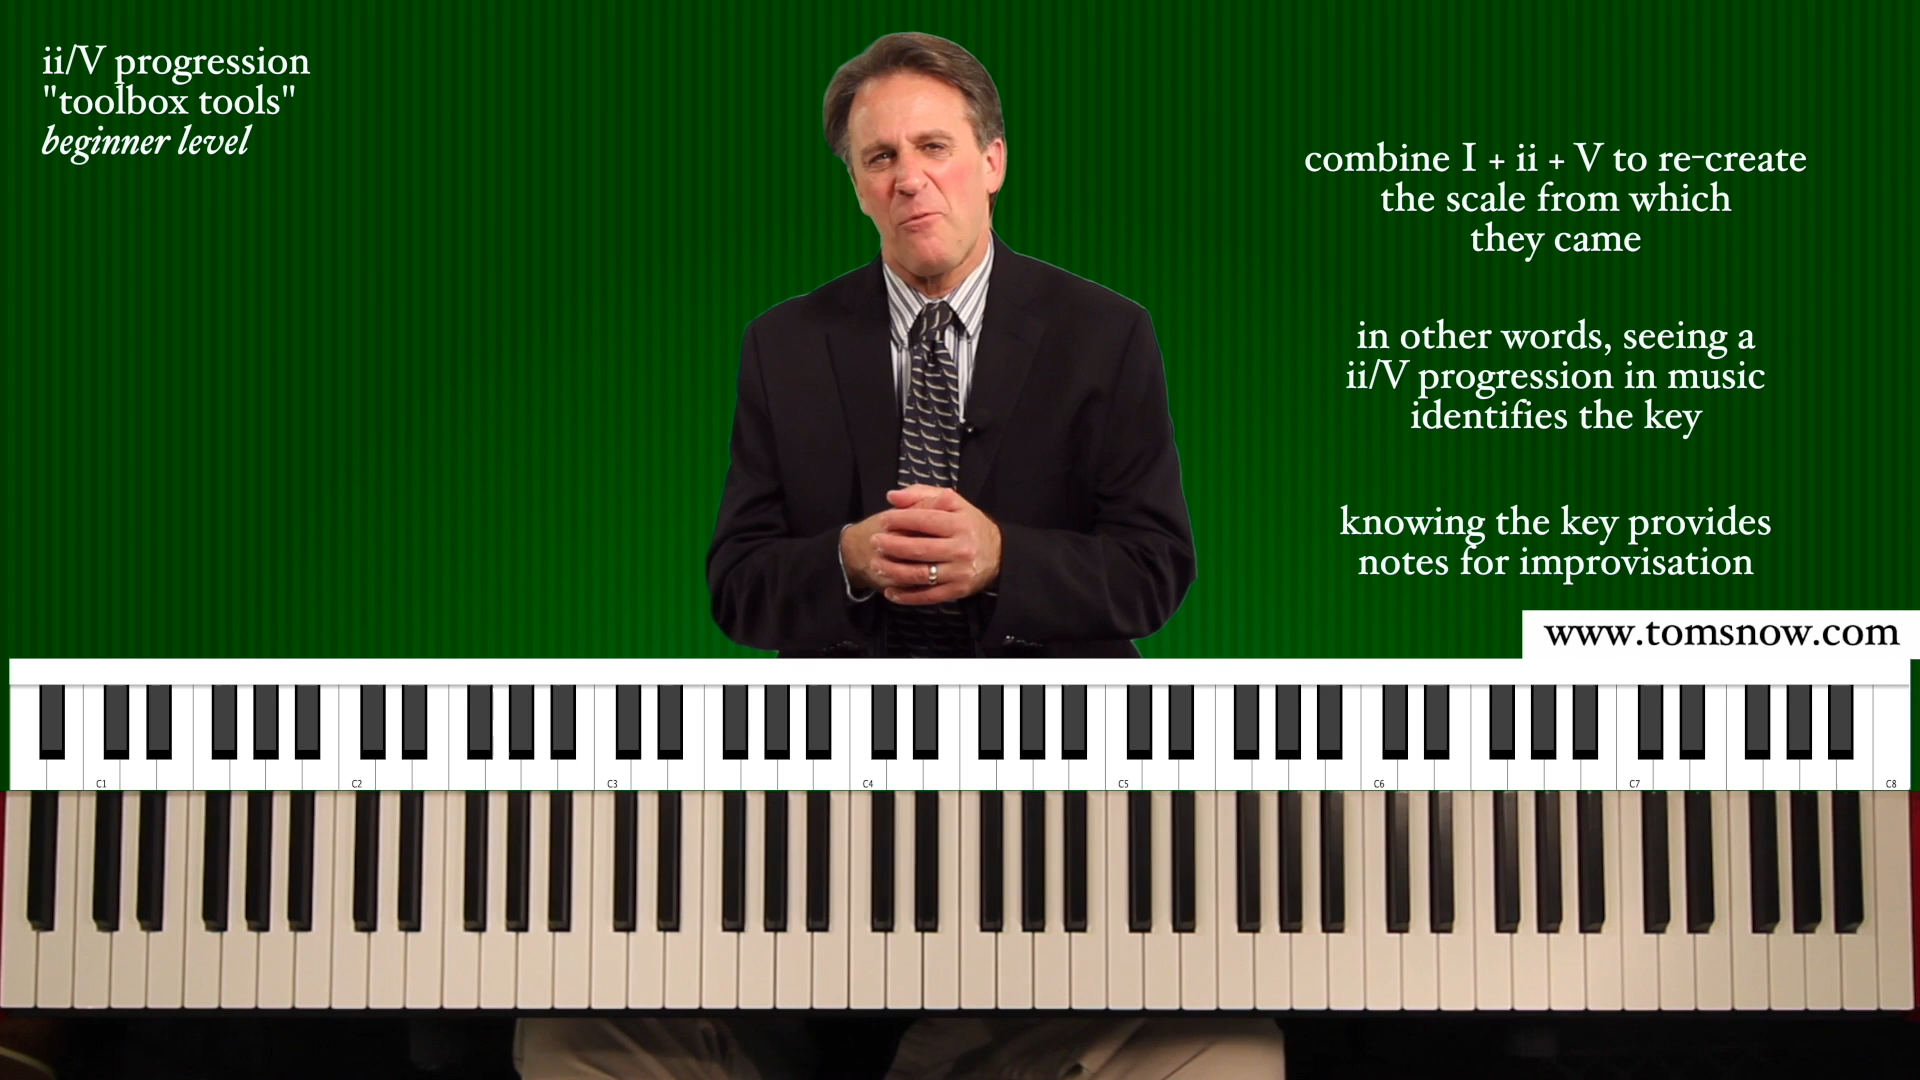 ii/V progression
"toolbox tools"
beginner level
combine I + ii + V to re-create
the scale from which
they came
in other words, seeing a
ii/V progression in music
identifies the key
knowing the key provides
notes for improvisation
www.tomsnow.com
C1
C2
C3
C4
C5
C6
C7
C8